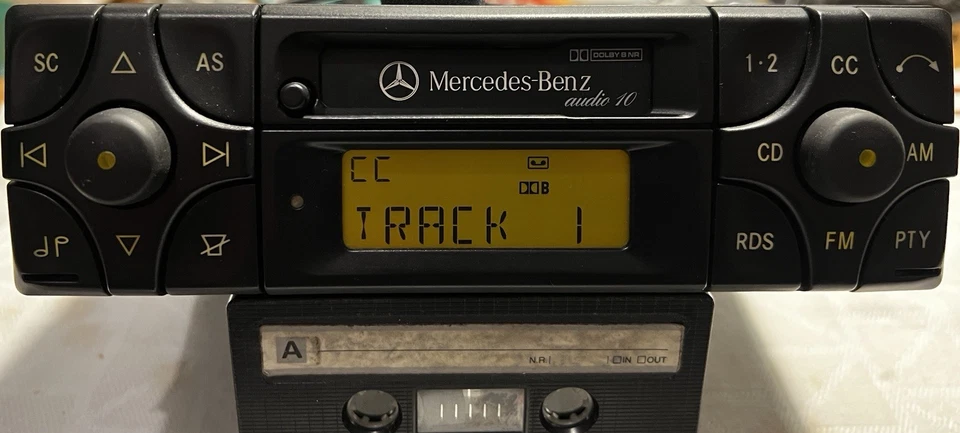 SC
AS
DOLBY B NR
Mercedes-Benz
audio 10
1·2
CC
CD
AM
CC
B
TRACK 1
RDS
FM
PTY
A
N.R
IN OUT